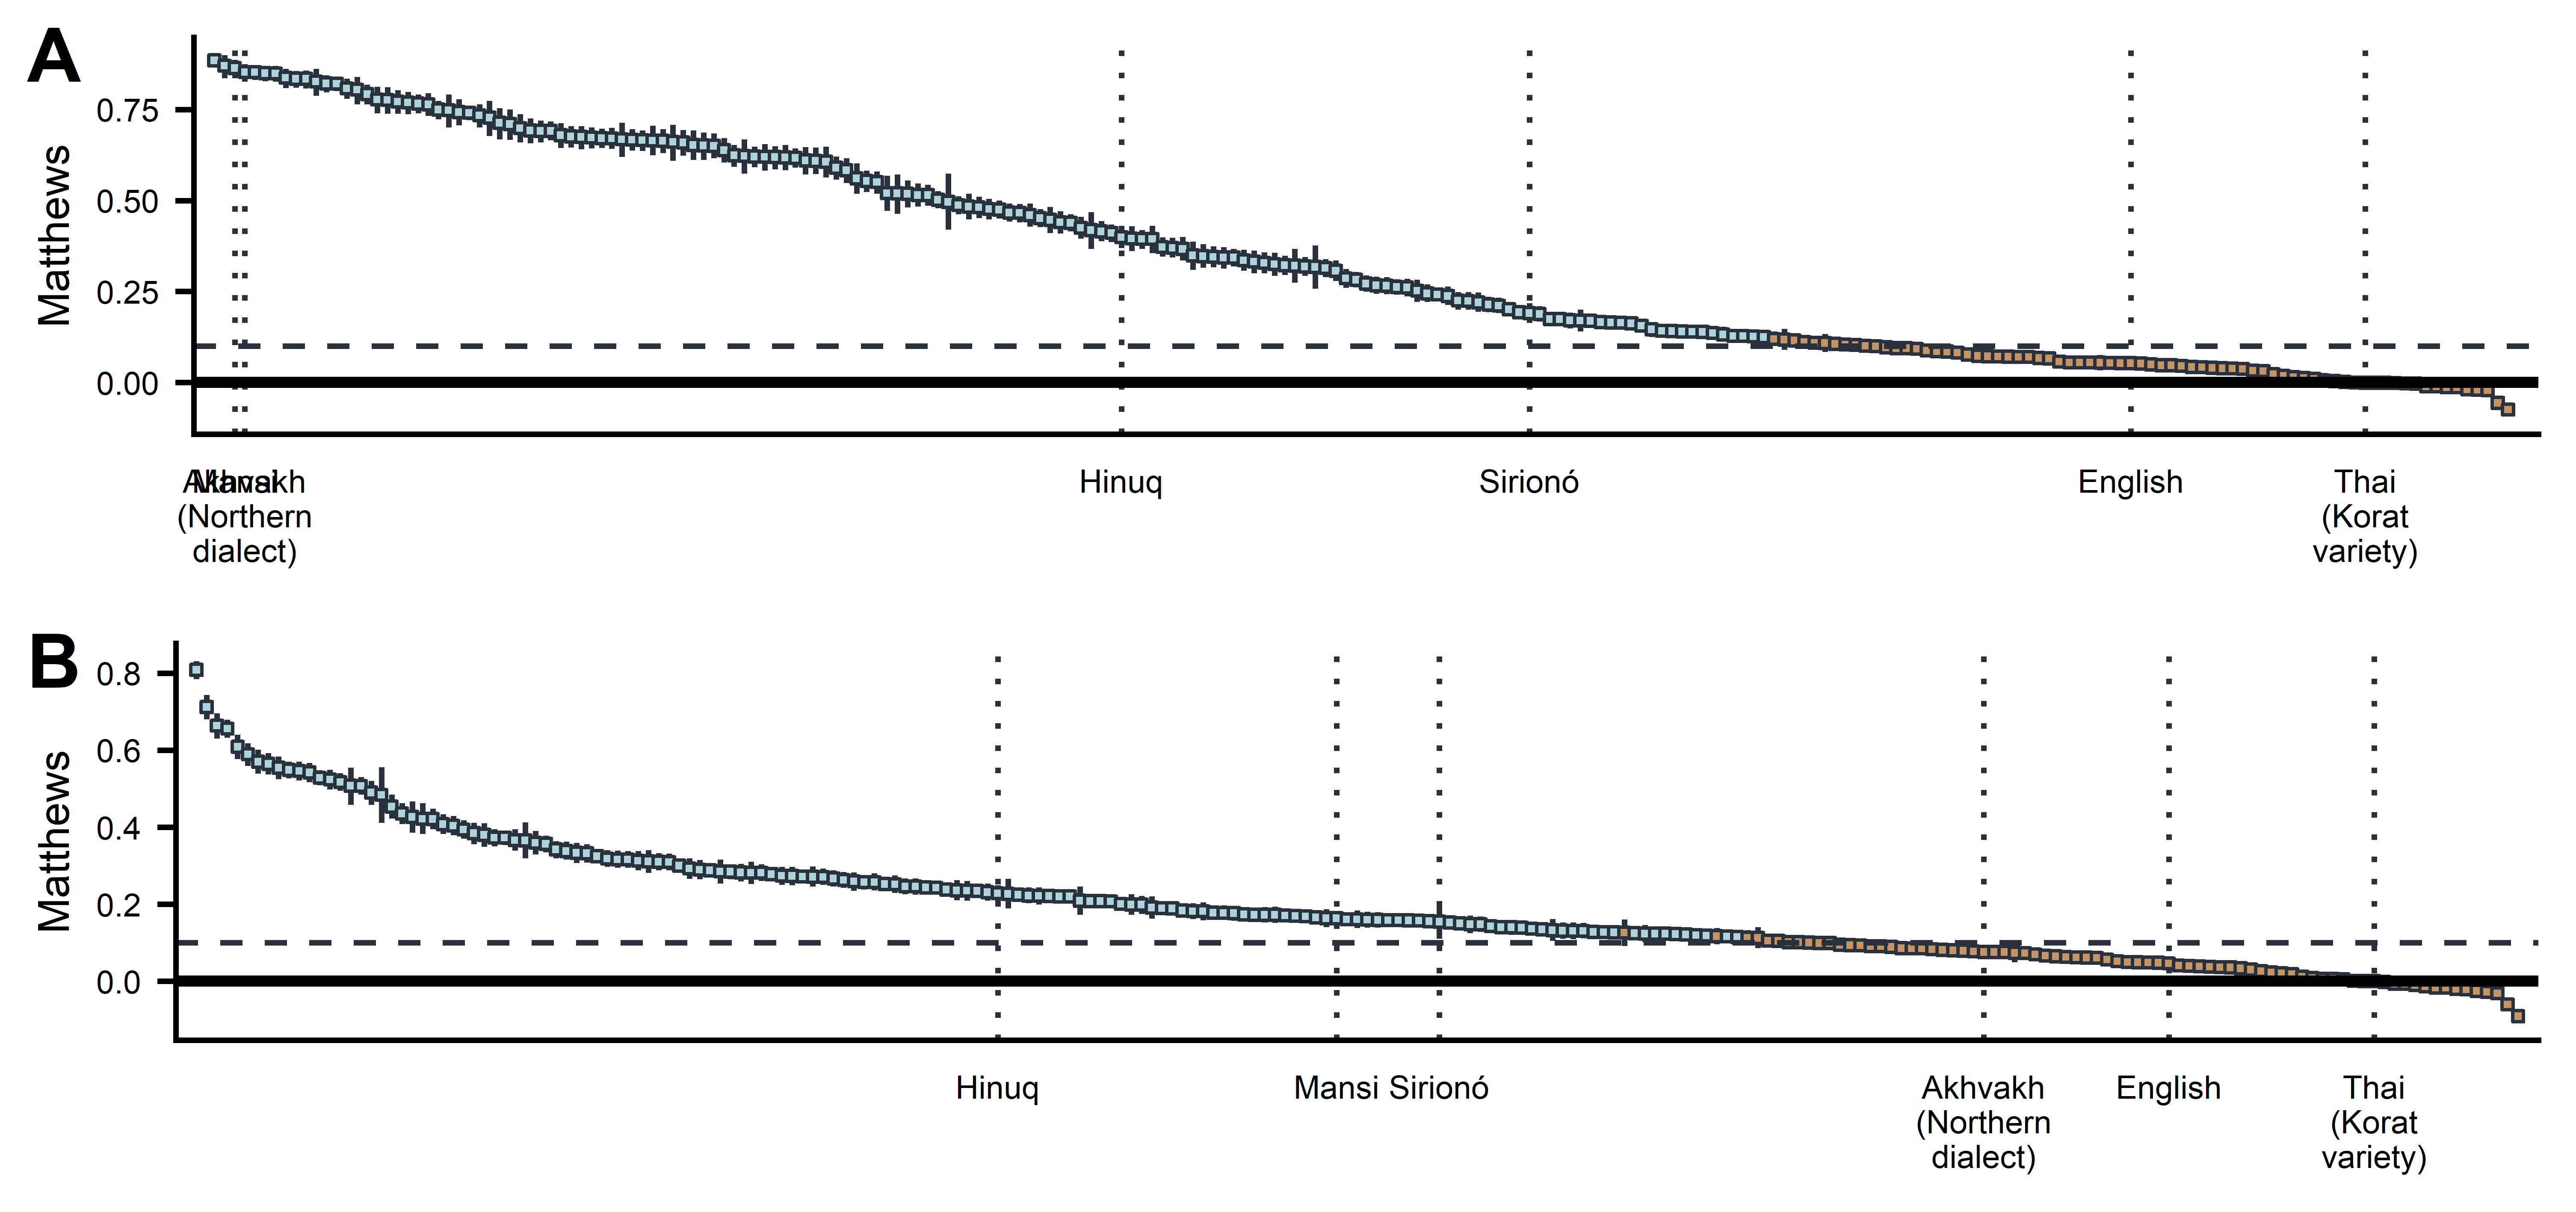 A
Matthews
0.75
0.50
0.25
0.00
Akhvakh
(Northern
dialect)
Mansi
Hinuq
Sirionó
English
Thai
(Korat
variety)
B
Matthews
0.8
0.6
0.4
0.2
0.0
Hinuq
Mansi
Sirionó
Akhvakh
(Northern
dialect)
English
Thai
(Korat
variety)